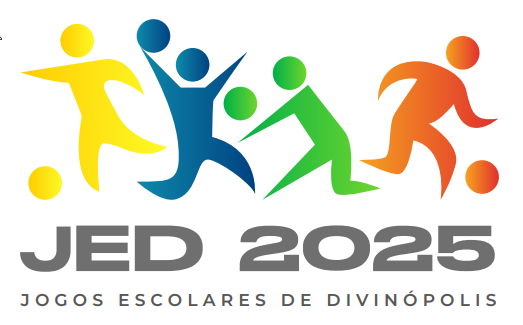 JED 2025
JOGOS ESCOLARES DE DIVINÓPOLIS